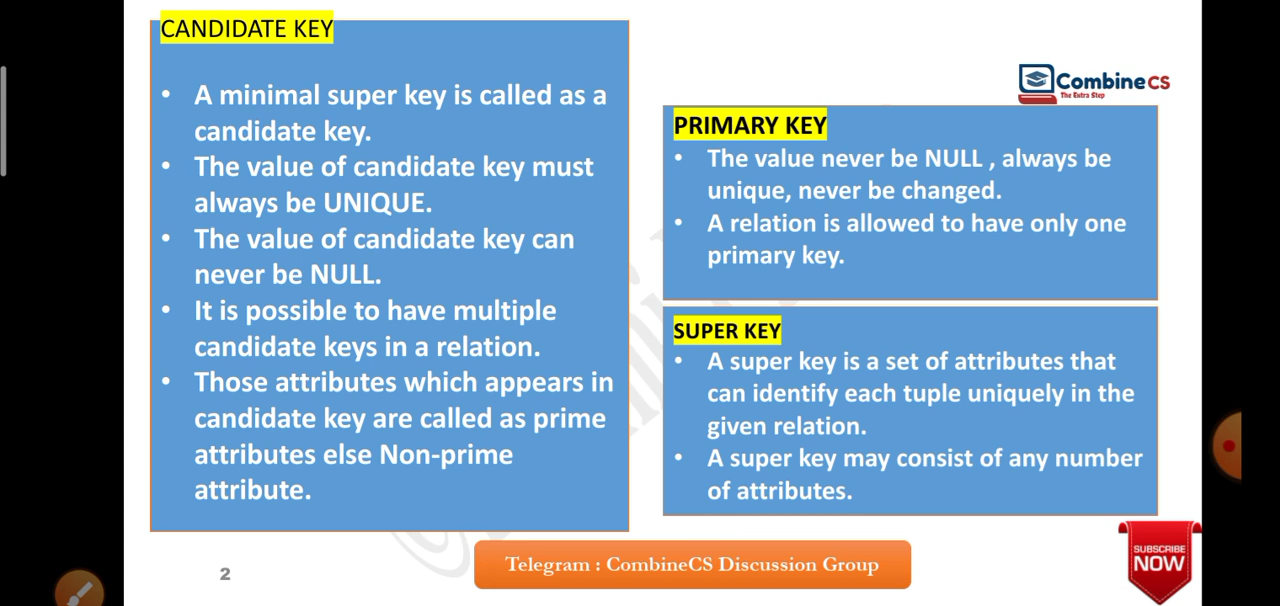 CANDIDATE KEY
• A minimal super key is called as a
candidate key.
• The value of candidate key must
always be UNIQUE.
• The value of candidate key can
never be NULL.
• It is possible to have multiple
candidate keys in a relation.
• Those attributes which appears in
candidate key are called as prime
attributes else Non-prime
attribute.
CombineCS
The Extra Step
PRIMARY KEY
• The value never be NULL , always be
unique, never be changed.
• A relation is allowed to have only one
primary key.
SUPER KEY
• A super key is a set of attributes that
can identify each tuple uniquely in the
given relation.
• A super key may consist of any number
of attributes.
2
Telegram : CombineCS Discussion Group
SUBSCRIBE
NOW